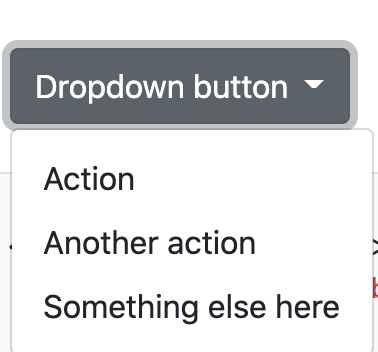 Dropdown button
Action
Another action
Something else here